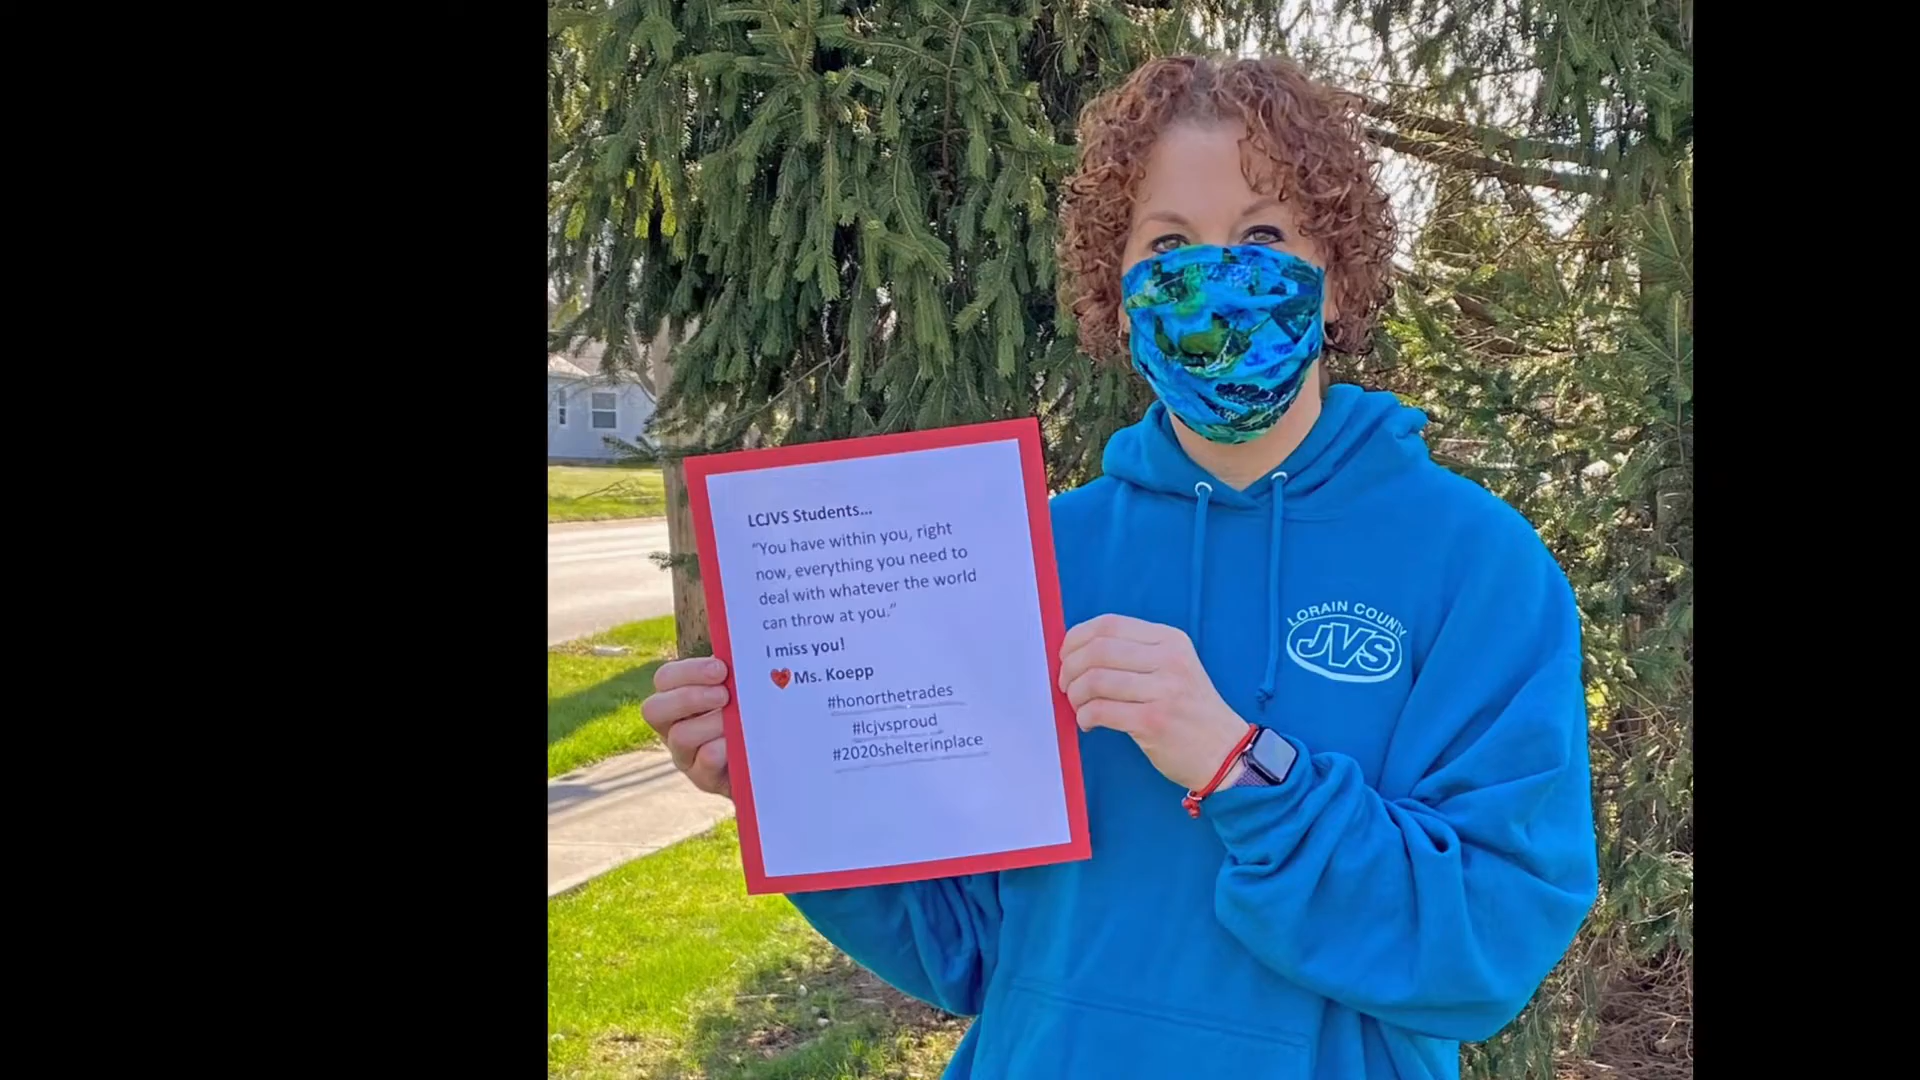 LCJVS Students...
“You have within you, right
now, everything you need to
deal with whatever the world
can throw at you.”
I miss you!
Ms. Koepp
#honorthetrades
#lcjvsproud
#2020shelterinplace
LORAIN COUNTY
JVS